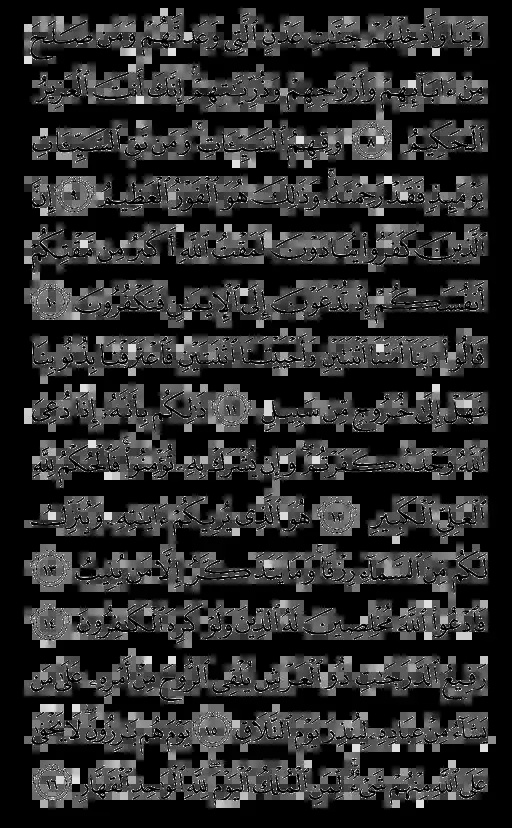 رَبَّنَا وَأَدْخِلْهُمْ جَنَّٰتِ عَدْنٍ ٱلَّتِى وَعَدتَّهُمْ وَمَن صَلَحَ
مِنْ ءَابَآئِهِمْ وَأَزْوَٰجِهِمْ وَذُرِّيَّٰتِهِمْ إِنَّكَ أَنتَ ٱلْعَزِيزُ
ٱلْحَكِيمُ ٨ وَقِهِمُ ٱلسَّيِّـَٔاتِ وَمَن تَقِ ٱلسَّيِّـَٔاتِ
يَوْمَئِذٍ فَقَدْ رَحِمْتَهُۥ وَذَٰلِكَ هُوَ ٱلْفَوْزُ ٱلْعَظِيمُ ٩ إِنَّ
ٱلَّذِينَ كَفَرُوا۟ يُنَادَوْنَ لَمَقْتُ ٱللَّهِ أَكْبَرُ مِن مَّقْتِكُمْ
أَنفُسَكُمْ إِذْ تُدْعَوْنَ إِلَى ٱلْإِيمَٰنِ فَتَكْفُرُونَ ١٠
قَالُوا۟ رَبَّنَآ أَمَتَّنَا ٱثْنَتَيْنِ وَأَحْيَيْتَنَا ٱثْنَتَيْنِ فَٱعْتَرَفْنَا بِذُنُوبِنَا
فَهَلْ إِلَىٰ خُرُوجٍ مِّن سَبِيلٍ ١١ ذَٰلِكُم بِأَنَّهُۥٓ إِذَا دُعِىَ
ٱللَّهُ وَحْدَهُۥ كَفَرْتُمْ وَإِن يُشْرَكْ بِهِۦ تُؤْمِنُوا۟ فَٱلْحُكْمُ لِلَّهِ
ٱلْعَلِىِّ ٱلْكَبِيرِ ١٢ هُوَ ٱلَّذِى يُرِيكُمْ ءَايَٰتِهِۦ وَيُنَزِّلُ
لَكُم مِّنَ ٱلسَّمَآءِ رِزْقًا وَمَا يَتَذَكَّرُ إِلَّا مَن يُنِيبُ ١٣
فَٱدْعُوا۟ ٱللَّهَ مُخْلِصِينَ لَهُ ٱلدِّينَ وَلَوْ كَرِهَ ٱلْكَٰفِرُونَ ١٤
رَفِيعُ ٱلدَّرَجَٰتِ ذُو ٱلْعَرْشِ يُلْقِى ٱلرُّوحَ مِنْ أَمْرِهِۦ عَلَىٰ مَن
يَشَآءُ مِنْ عِبَادِهِۦ لِيُنذِرَ يَوْمَ ٱلتَّلَاقِ ١٥ يَوْمَ هُم بَٰرِزُونَ لَا يَخْفَىٰ
عَلَى ٱللَّهِ مِنْهُمْ شَىْءٌ لِّمَنِ ٱلْمُلْكُ ٱلْيَوْمَ لِلَّهِ ٱلْوَٰحِدِ ٱلْقَهَّارِ ١٦